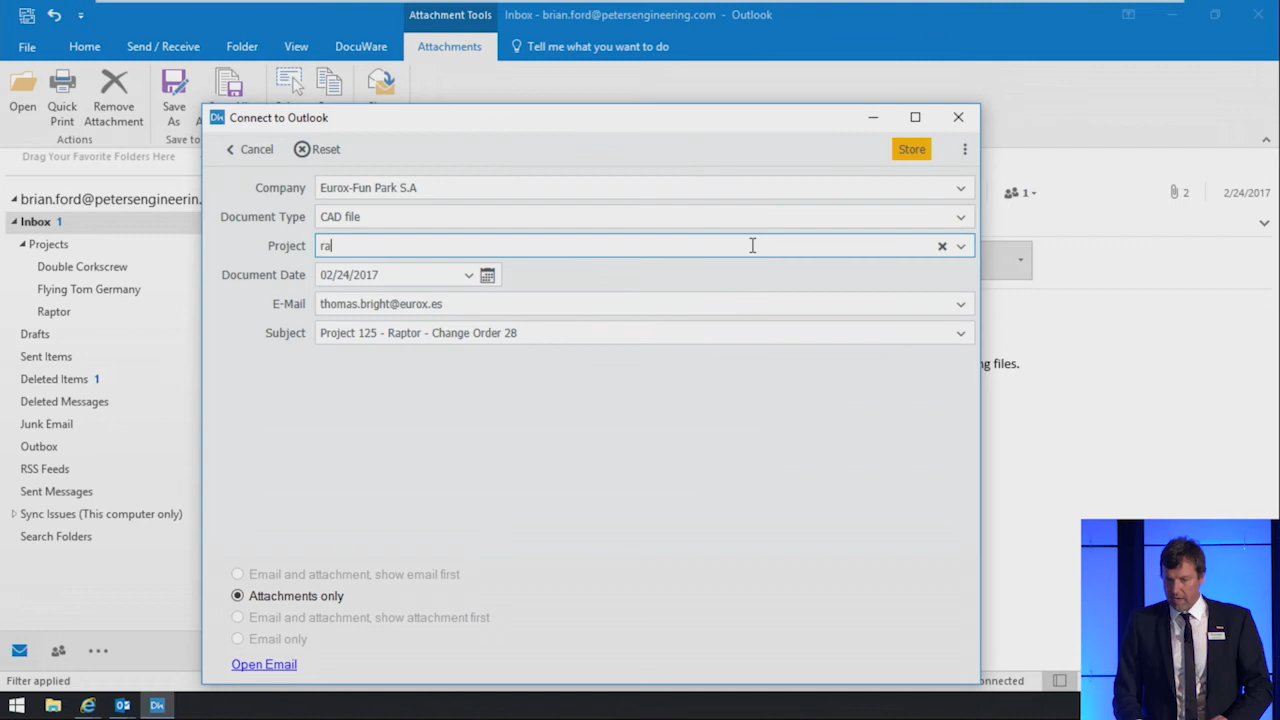 Attachment Tools
Inbox - brian.ford@petersengineering.com - Outlook
File
Home
Send / Receive
Folder
View
DocuWare
Attachments
Tell me what you want to do
Open
Quick Print
Remove Attachment
Save As
Actions
Save to
Drag Your Favorite Folders Here
brian.ford@petersengineerin...
Inbox 1
Projects
Double Corkscrew
Flying Tom Germany
Raptor
Drafts
Sent Items
Deleted Items 1
Deleted Messages
Junk Email
Outbox
RSS Feeds
Sent Messages
Sync Issues (This computer only)
Search Folders
Filter applied
Dw Connect to Outlook
Cancel
Reset
Store
Company Eurox-Fun Park S.A
Document Type CAD file
Project ra
Document Date 02/24/2017
E-Mail thomas.bright@eurox.es
Subject Project 125 - Raptor - Change Order 28
Email and attachment, show email first
Attachments only
Email and attachment, show attachment first
Email only
Open Email
1
2
2/24/2017
ng files.
onnected
Dw